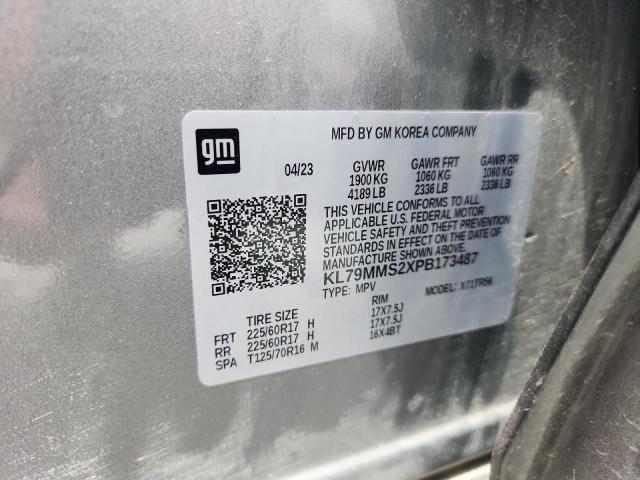 gm
MFD BY GM KOREA COMPANY
04/23 GVWR GAWR FRT GAWR RR
1900 KG 1060 KG 1060 KG
4189 LB 2336 LB 2336 LB
THIS VEHICLE CONFORMS TO ALL
APPLICABLE U.S. FEDERAL MOTOR
VEHICLE SAFETY AND THEFT PREVENTION
STANDARDS IN EFFECT ON THE DATE OF
MANUFACTURE SHOWN ABOVE.
KL79MMS2XPB173487
TYPE: MPV MODEL: X71TR56
TIRE SIZE RIM
FRT 225/60R17 H 17X7.5J
RR 225/60R17 H 17X7.5J
SPA T125/70R16 M 16X4BT